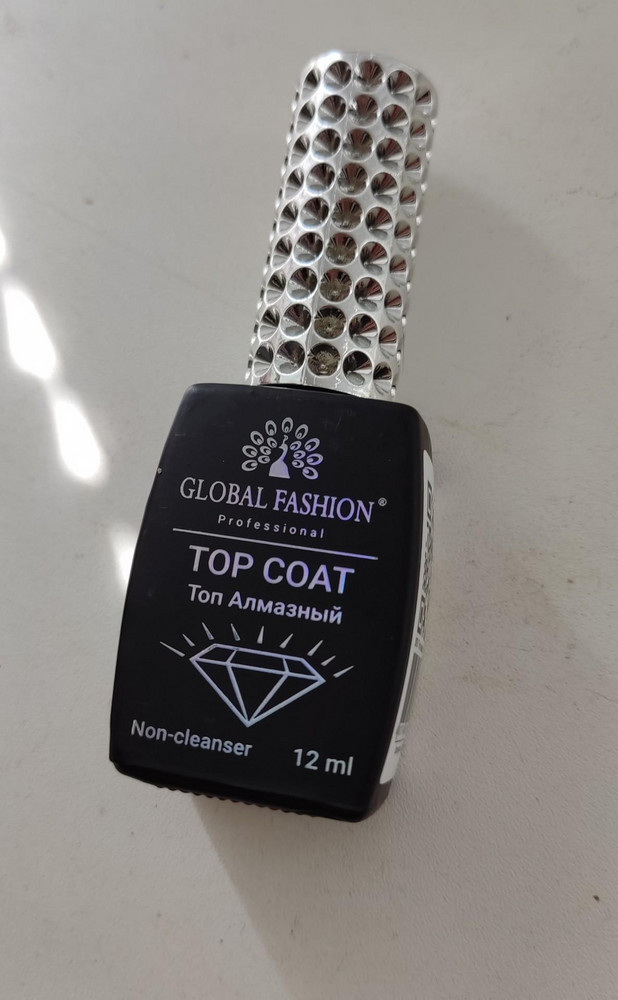 GLOBAL FASHION®
Professional
TOP COAT
Топ Алмазный
Non-cleanser
12 ml